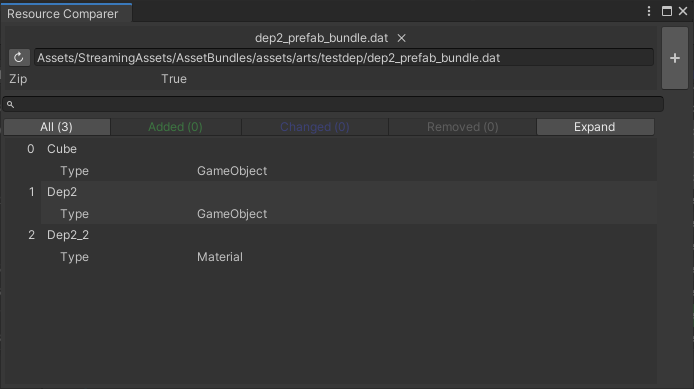 Resource Comparer
dep2_prefab_bundle.dat
Assets/StreamingAssets/AssetBundles/assets/arts/testdep/dep2_prefab_bundle.dat
Zip True
All (3) Added (0) Changed (0) Removed (0) Expand
0 Cube
Type GameObject
1 Dep2
Type GameObject
2 Dep2_2
Type Material